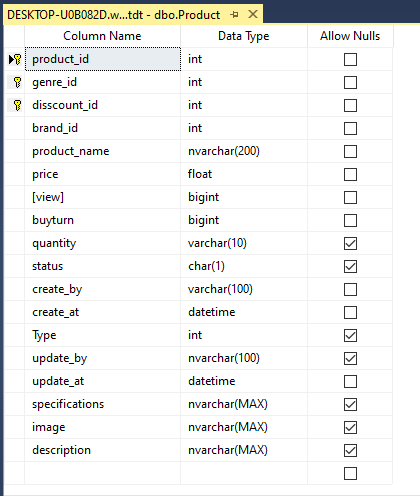 DESKTOP-U0B082D.w...tdt - dbo.Product
Column Name Data Type Allow Nulls
product_id int
genre_id int
disscount_id int
brand_id int
product_name nvarchar(200)
price float
[view] bigint
buyturn bigint
quantity varchar(10)
status char(1)
create_by varchar(100)
create_at datetime
Type int
update_by nvarchar(100)
update_at datetime
specifications nvarchar(MAX)
image nvarchar(MAX)
description nvarchar(MAX)